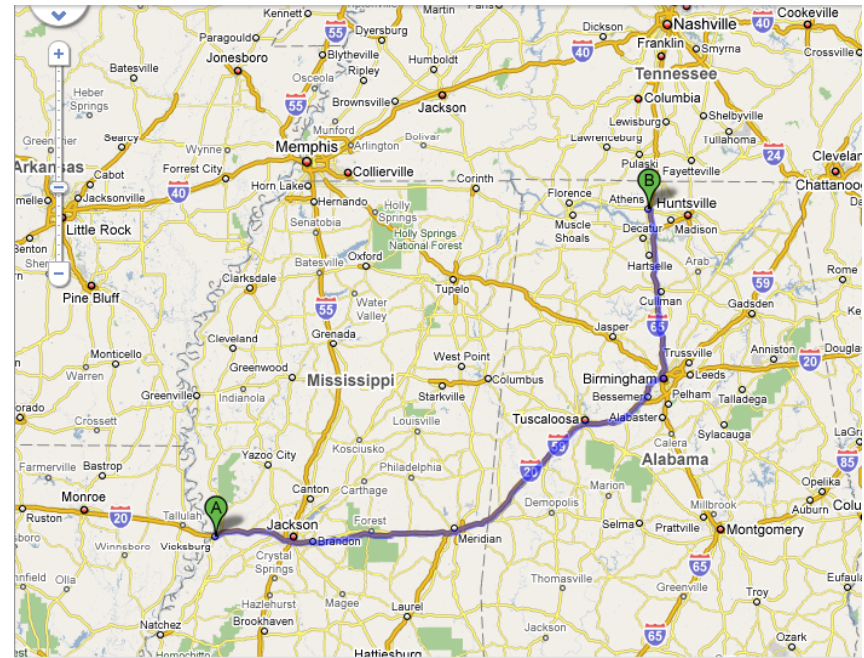 Kennett
55
Martin
24
Cookeville
Paragould
Dyersburg
Dickson
Nashville
40
Jonesboro
Blytheville
Humboldt
40
Franklin
Smyrna
Crossville
Batesville
Osceola
Ripley
Tennessee
Heber
Springs
55
Brownsville
Jackson
Columbia
Searcy
Munford
Lewisburg
Shelbyville
Wynne
Memphis
Arlington
Bolivar
Lawrenceburg
Tullahoma
Arkansas
Cabot
Forrest City
Collierville
Pulaski
Fayetteville
24
Clevelan
Jacksonville
40
Horn Lake
Corinth
B
Chattanoo
Hernando
Holly
Springs
Florence
Athens
Huntsville
Little Rock
Senatobia
Holly Springs
National Forest
Muscle
Shoals
Decatur
Madison
Benton
Batesville
Oxford
Hartselle
Arab
Rome
Pine Bluff
Clarksdale
Tupelo
Cullman
59
55
Water
Valley
65
Gadsden
Cleveland
Grenada
Jasper
Monticello
West Point
Trussville
Anniston
20
Douglas
Warren
Greenwood
Columbus
Birmingham
Leeds
Greenville
Indianola
Mississippi
Starkville
Bessemer
Pelham
Talladega
Crossett
Louisville
Tuscaloosa
Alabaster
Sylacauga
Kosciusko
59
Calera
LaGra
Farmerville
Bastrop
Yazoo City
Philadelphia
20
Alabama
85
Monroe
A
Canton
Carthage
Marion
Opelika
Ruston
20
Tallulah
Jackson
Forest
Demopolis
Millbrook
Auburn
Colu
Winnsboro
Vicksburg
Brandon
Meridian
Selma
Prattville
Montgomery
Crystal
Springs
65
Eufaula
Olla
Thomasville
Hazlehurst
Magee
Laurel
Greenville
Troy
Natchez
Brookhaven
Jackson
65
Ozark
Hattiesburg